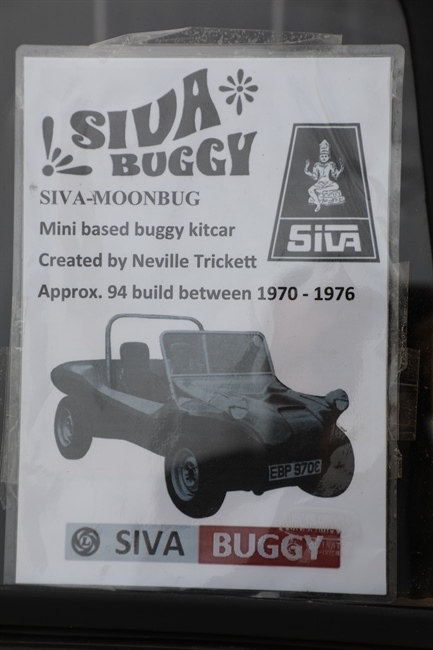 SIVA
BUGGY
SIVA-MOONBUG
Mini based buggy kitcar
Created by Neville Trickett
Approx. 94 build between 1970 - 1976
SiVA
EBP 970C
SIVA BUGGY